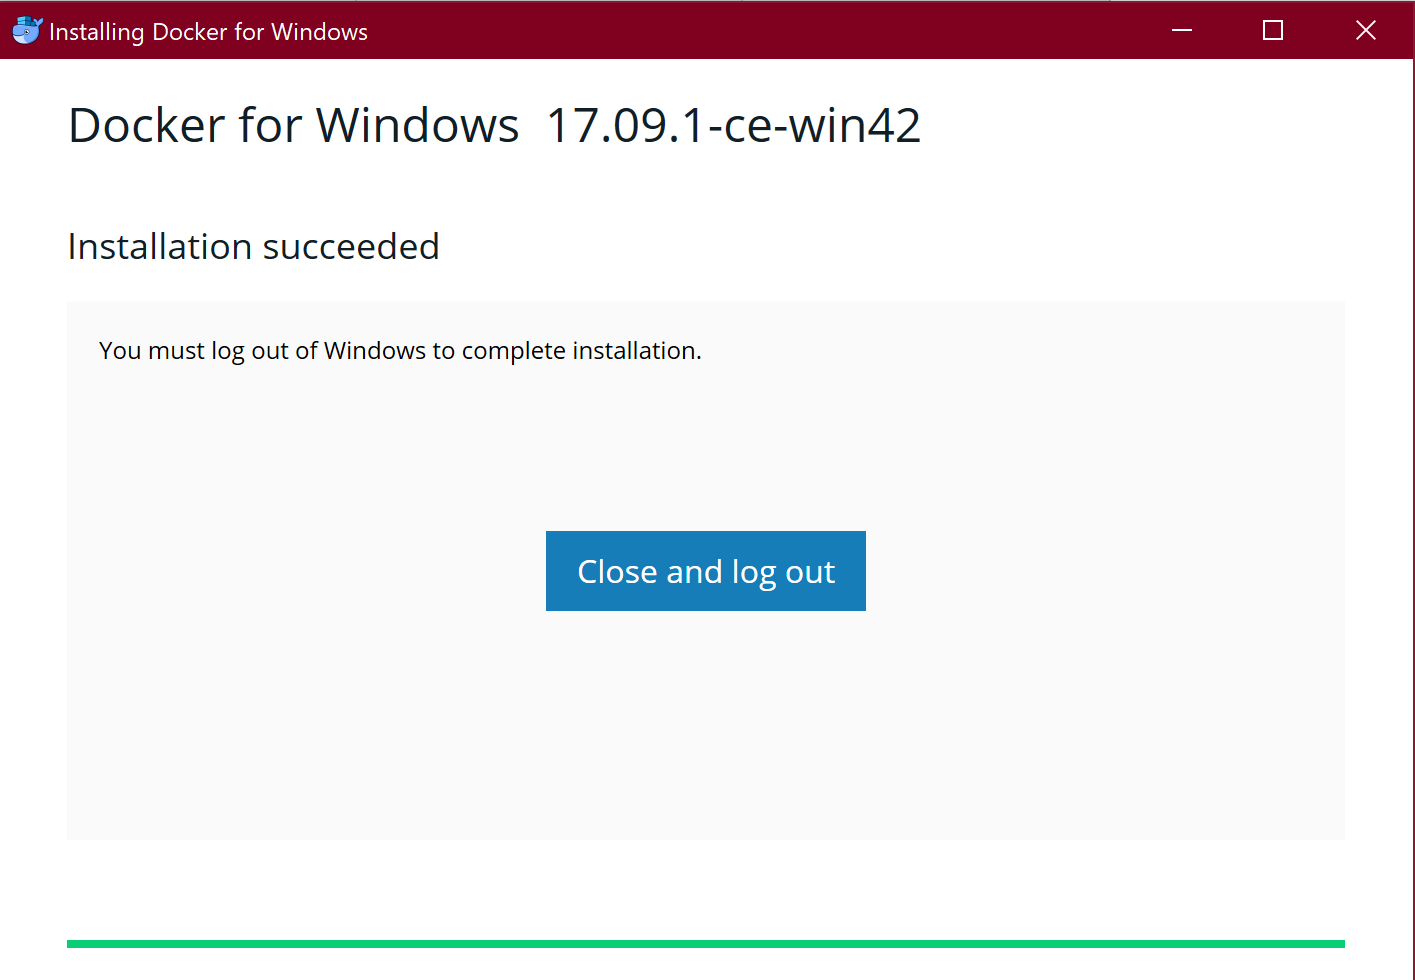 Installing Docker for Windows
Docker for Windows 17.09.1-ce-win42
Installation succeeded
You must log out of Windows to complete installation.
Close and log out